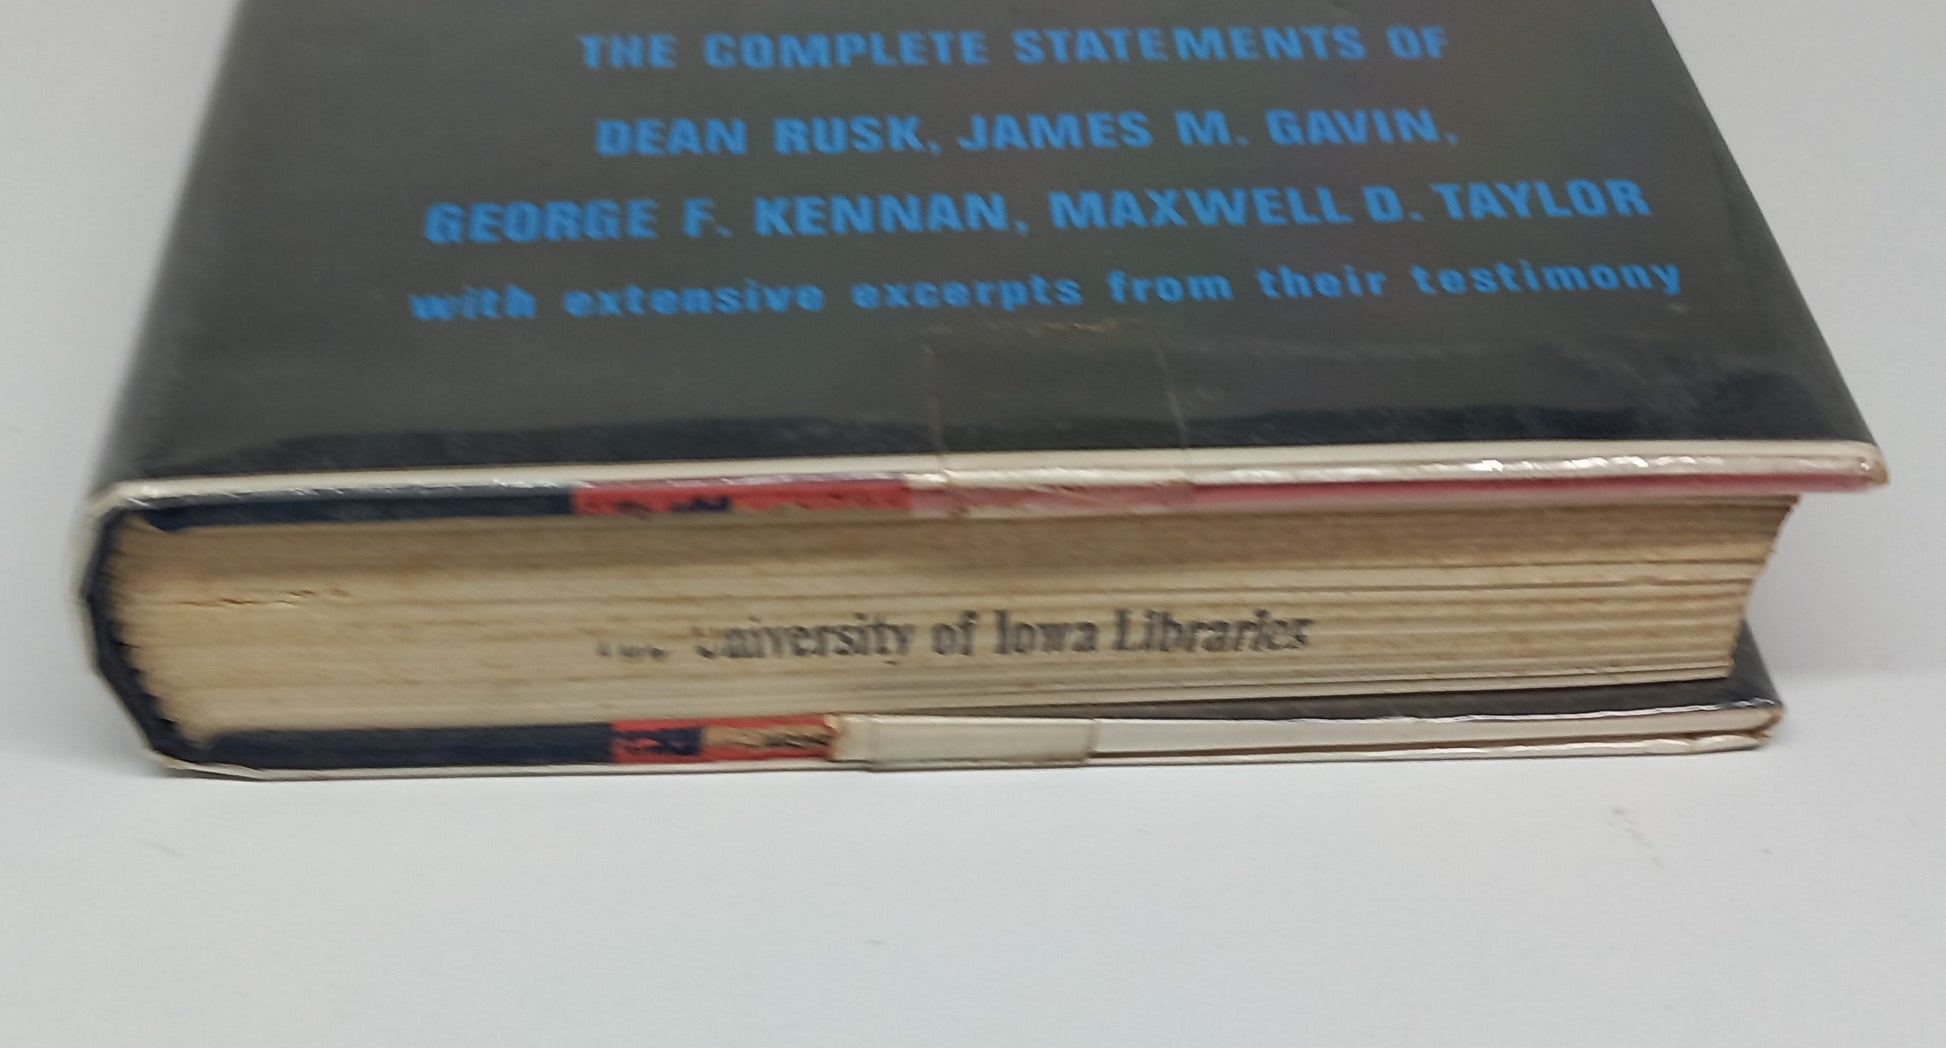 THE COMPLETE STATEMENTS OF
DEAN RUSK, JAMES M. GAVIN,
GEORGE F. KENNAN, MAXWELL D. TAYLOR
with extensive excerpts from their testimony
University of Iowa Libraries